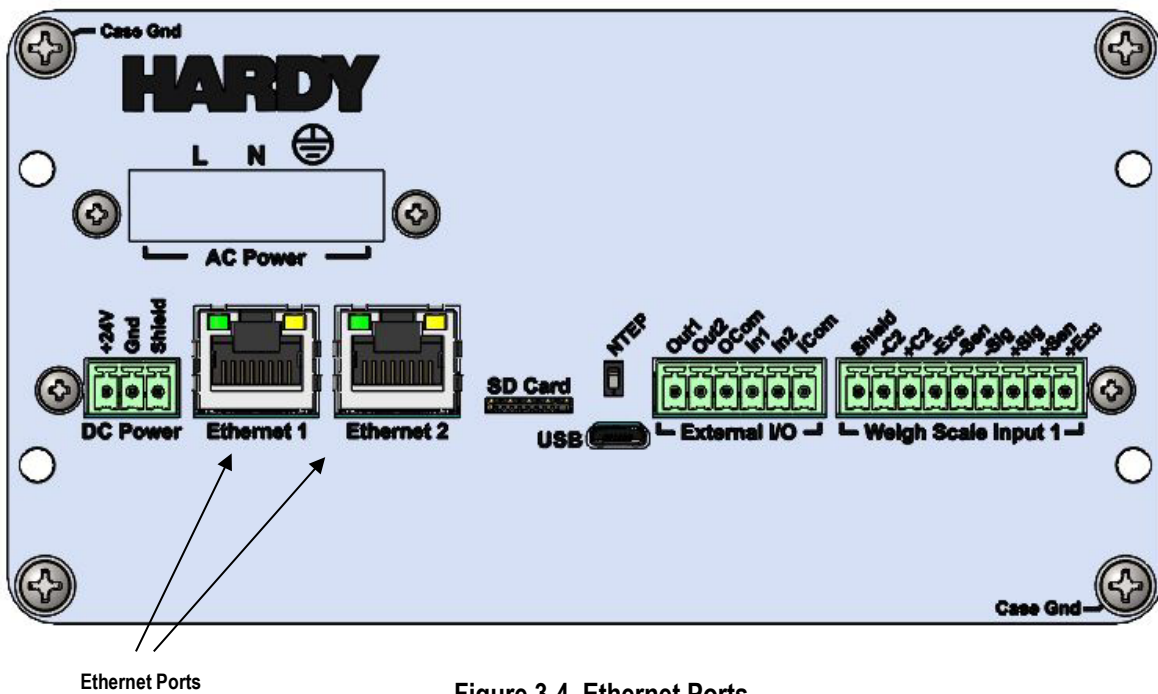 Case Gnd
HARDY
L N
AC Power
+24V
Gnd
Shield
DC Power
Ethernet 1
Ethernet 2
SD Card
NTEP
USB
Out1
Out2
OCom
In1
In2
ICom
External I/O
Shield
-C2
+C2
-Exc
-Sen
-Sig
+Sig
+Sen
+Exc
Weigh Scale Input 1
Case Gnd
Ethernet Ports
Figure 3-4 Ethernet Ports